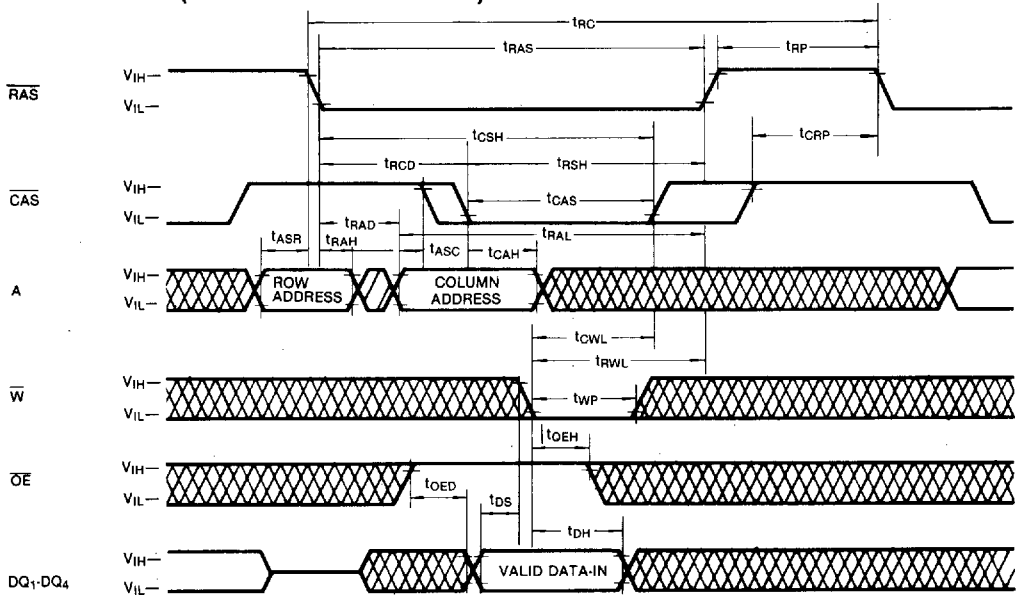 tRC
tRAS
tRP
RAS
VIH—
VIL—
tCSH
tCRP
tRCD
tRSH
CAS
VIH—
VIL—
tCAS
tRAD
tRAL
tASR
tRAH
tASC
tCAH
A
VIH—
VIL—
ROW
ADDRESS
COLUMN
ADDRESS
tCWL
tRWL
W
VIH—
VIL—
tWP
tOEH
OE
VIH—
VIL—
tOED
tDS
tDH
DQ1-DQ4
VIH—
VIL—
VALID DATA-IN